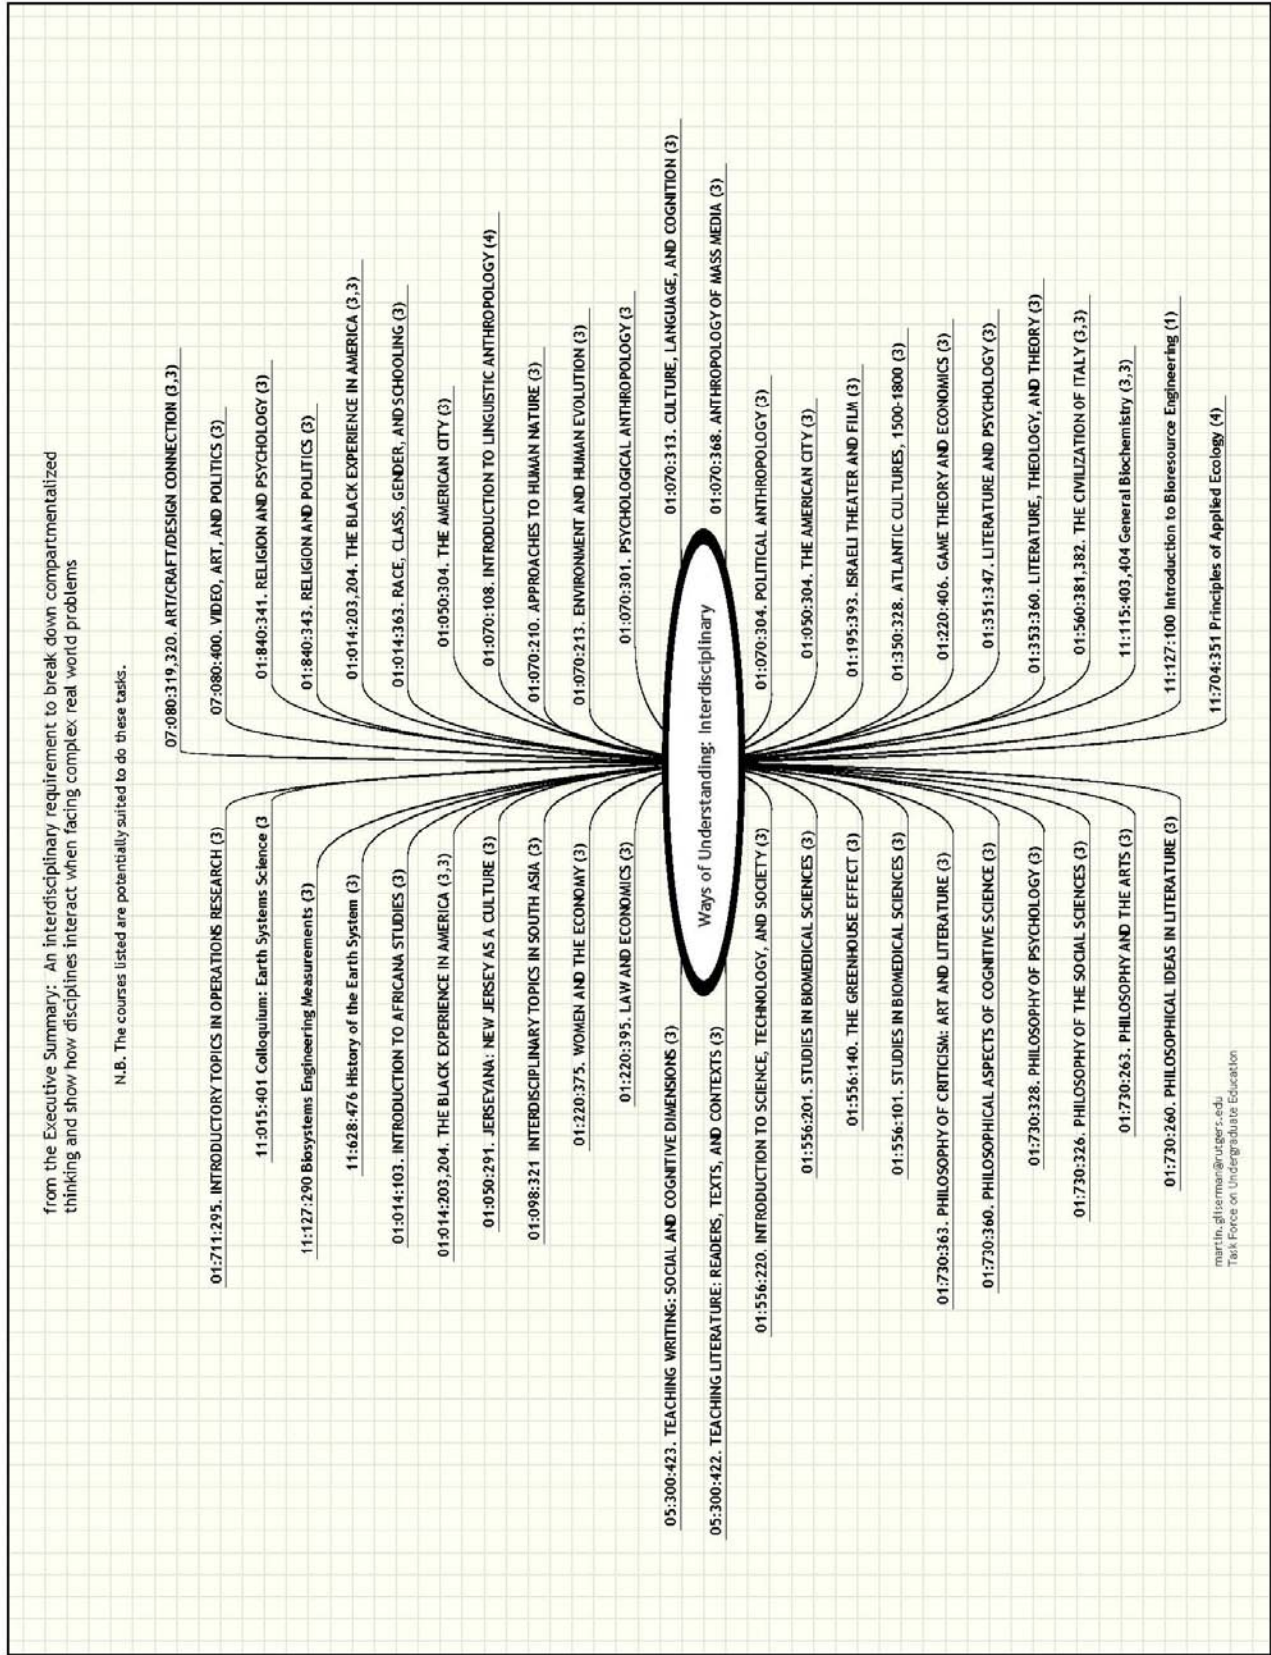 from the Executive Summary: An interdisciplinary requirement to break down compartmentalized
thinking and show how disciplines interact when facing complex real world problems
N.B. The courses listed are potentially suited to do these tasks.
01:711:295. INTRODUCTORY TOPICS IN OPERATIONS RESEARCH (3)
11:015:401 Colloquium: Earth Systems Science (3
11:127:290 Biosystems Engineering Measurements (3)
11:628:476 History of the Earth System (3)
01:014:103. INTRODUCTION TO AFRICANA STUDIES (3)
01:014:203,204. THE BLACK EXPERIENCE IN AMERICA (3,3)
01:050:291. JERSEYANA: NEW JERSEY AS A CULTURE (3)
01:098:321 INTERDISCIPLINARY TOPICS IN SOUTH ASIA (3)
01:220:375. WOMEN AND THE ECONOMY (3)
01:220:395. LAW AND ECONOMICS (3)
05:300:423. TEACHING WRITING: SOCIAL AND COGNITIVE DIMENSIONS (3)
05:300:422. TEACHING LITERATURE: READERS, TEXTS, AND CONTEXTS (3)
01:556:220. INTRODUCTION TO SCIENCE, TECHNOLOGY, AND SOCIETY (3)
01:556:201. STUDIES IN BIOMEDICAL SCIENCES (3)
01:556:140. THE GREENHOUSE EFFECT (3)
01:556:101. STUDIES IN BIOMEDICAL SCIENCES (3)
01:730:363. PHILOSOPHY OF CRITICISM: ART AND LITERATURE (3)
01:730:360. PHILOSOPHICAL ASPECTS OF COGNITIVE SCIENCE (3)
01:730:328. PHILOSOPHY OF PSYCHOLOGY (3)
01:730:326. PHILOSOPHY OF THE SOCIAL SCIENCES (3)
01:730:263. PHILOSOPHY AND THE ARTS (3)
01:730:260. PHILOSOPHICAL IDEAS IN LITERATURE (3)
Ways of Understanding: Interdisciplinary
07:080:319,320. ART/CRAFT/DESIGN CONNECTION (3,3)
07:080:400. VIDEO, ART, AND POLITICS (3)
01:840:341. RELIGION AND PSYCHOLOGY (3)
01:840:343. RELIGION AND POLITICS (3)
01:014:203,204. THE BLACK EXPERIENCE IN AMERICA (3,3)
01:014:363. RACE, CLASS, GENDER, AND SCHOOLING (3)
01:050:304. THE AMERICAN CITY (3)
01:070:108. INTRODUCTION TO LINGUISTIC ANTHROPOLOGY (4)
01:070:210. APPROACHES TO HUMAN NATURE (3)
01:070:213. ENVIRONMENT AND HUMAN EVOLUTION (3)
01:070:301. PSYCHOLOGICAL ANTHROPOLOGY (3
01:070:313. CULTURE, LANGUAGE, AND COGNITION (3)
01:070:368. ANTHROPOLOGY OF MASS MEDIA (3)
01:070:304. POLITICAL ANTHROPOLOGY (3)
01:050:304. THE AMERICAN CITY (3)
01:195:393. ISRAELI THEATER AND FILM (3)
01:350:328. ATLANTIC CULTURES, 1500-1800 (3)
01:220:406. GAME THEORY AND ECONOMICS (3)
01:351:347. LITERATURE AND PSYCHOLOGY (3)
01:353:360. LITERATURE, THEOLOGY, AND THEORY (3)
01:560:381,382. THE CIVILIZATION OF ITALY (3,3)
11:115:403,404 General Biochemistry (3,3)
11:127:100 Introduction to Bioresource Engineering (1)
11:704:351 Principles of Applied Ecology (4)
martin.gliserman@rutgers.edu
Task Force on Undergraduate Education